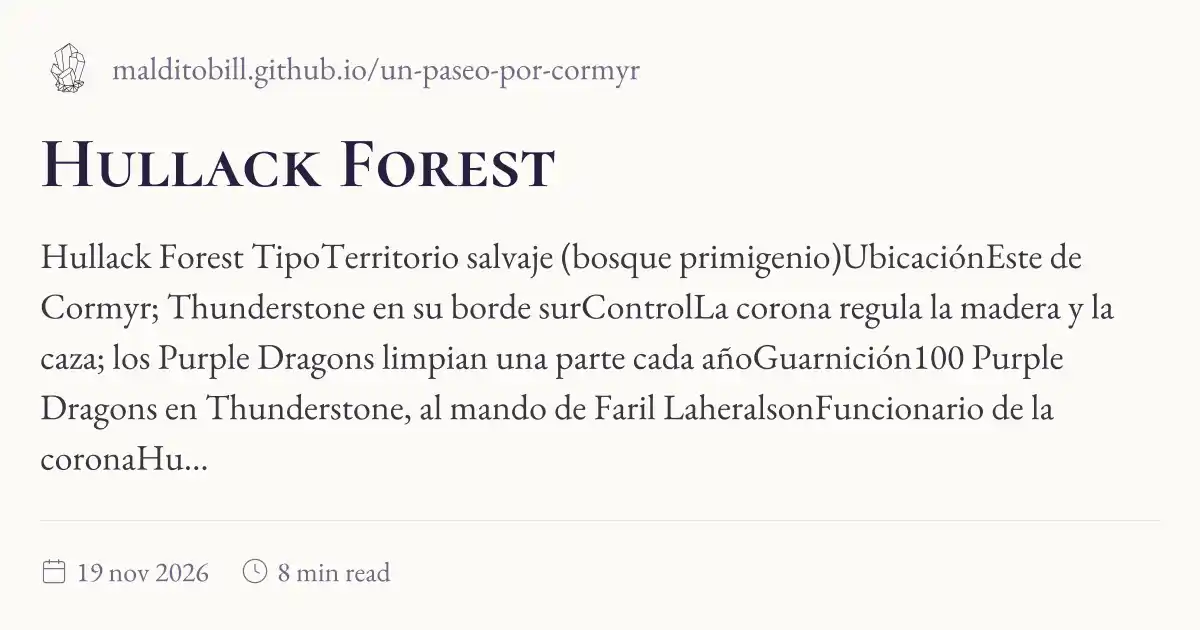 malditobill.github.io/un-paseo-por-cormyr
Hullack Forest
Hullack Forest TipoTerritorio salvaje (bosque primigenio)UbicaciónEste de
Cormyr; Thunderstone en su borde surControlLa corona regula la madera y la
caza; los Purple Dragons limpian una parte cada añoGuarnición100 Purple
Dragons en Thunderstone, al mando de Faril LaheralsonFuncionario de la
coronaHu...
19 nov 2026 8 min read